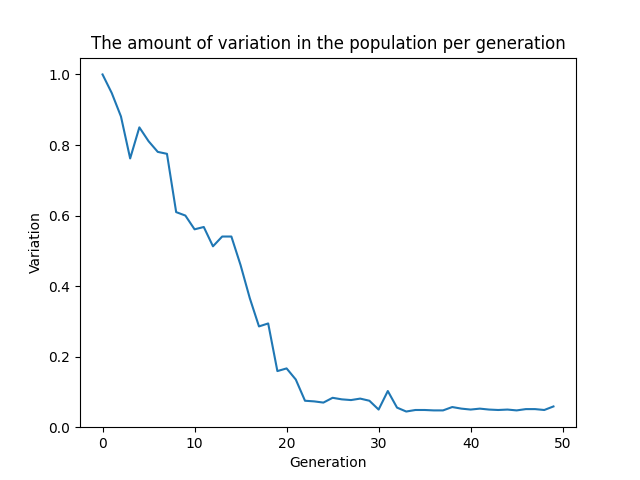 The amount of variation in the population per generation
1.0
0.8
0.6
0.4
0.2
0.0
Variation
0 10 20 30 40 50
Generation